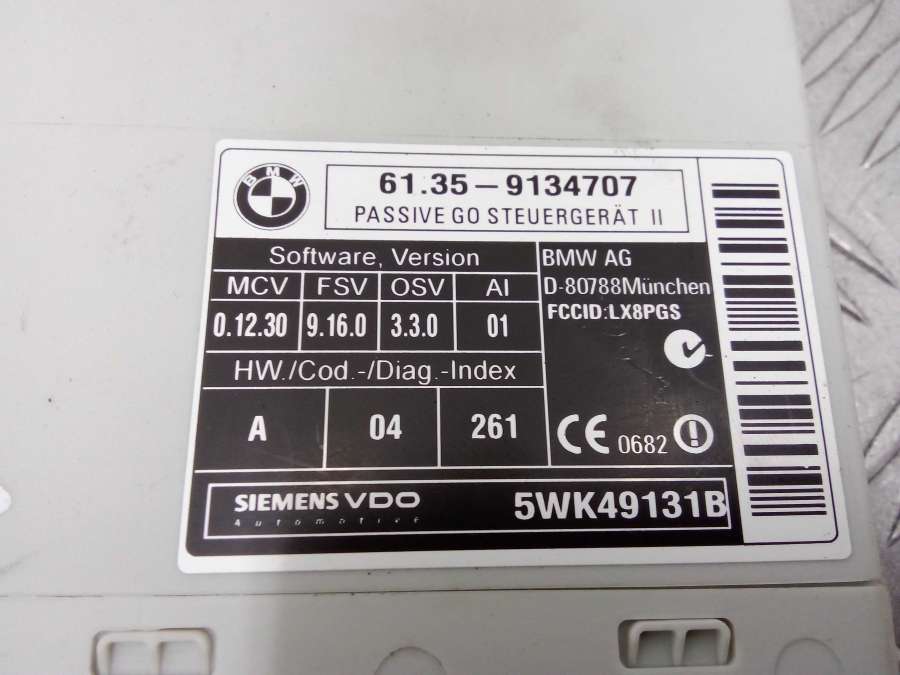 BMW
61.35-9134707
PASSIVE GO STEUERGERÄT II
Software, Version
MCV FSV OSV AI
0.12.30 9.16.0 3.3.0 01
HW./Cod.-/Diag.-Index
A 04 261
BMW AG
D-80788München
FCCID:LX8PGS
CE 0682
SIEMENS VDO
Automotive
5WK49131B